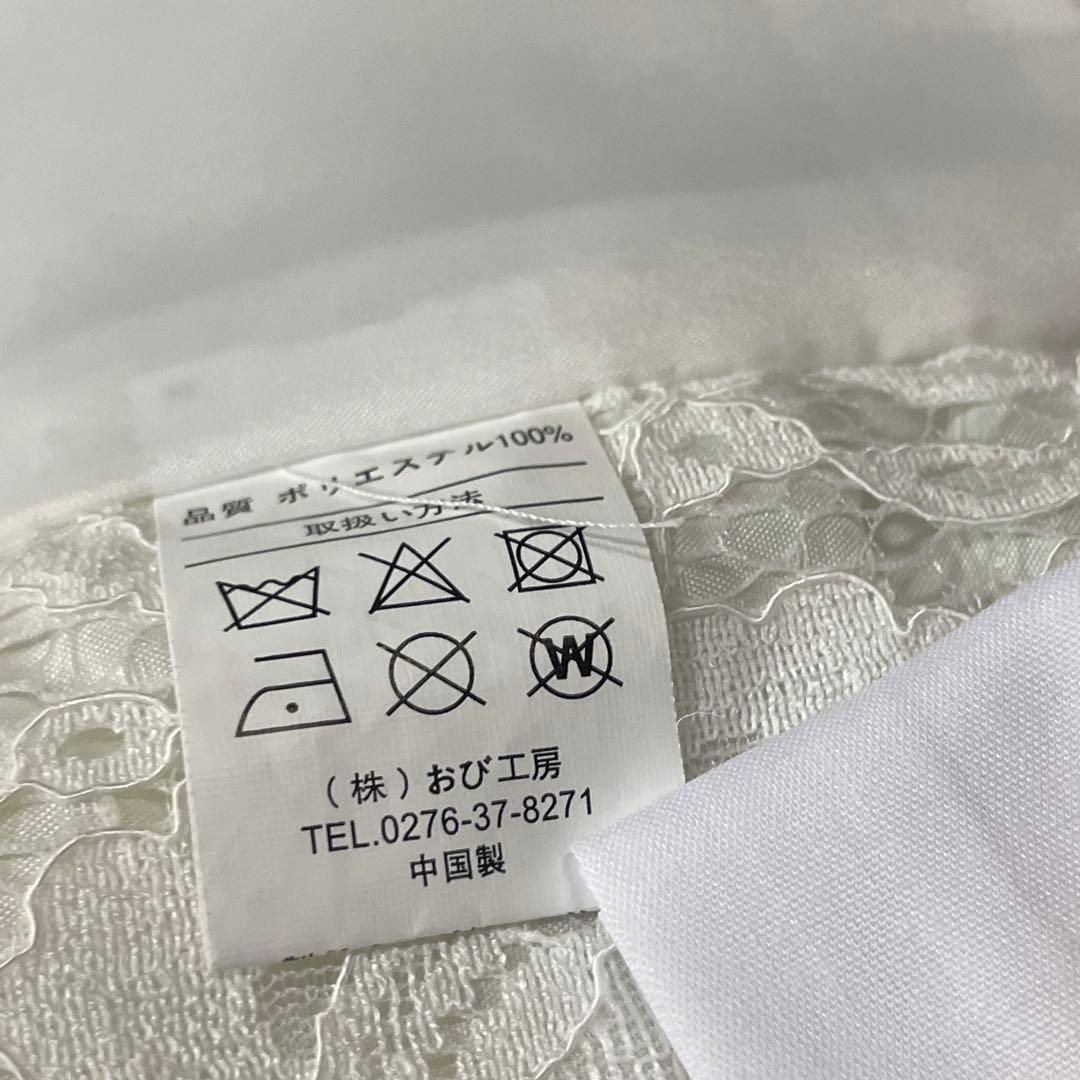 品質 ポリエステル100%
取扱い方法
W
(株)おび工房
TEL.0276-37-8271
中国製